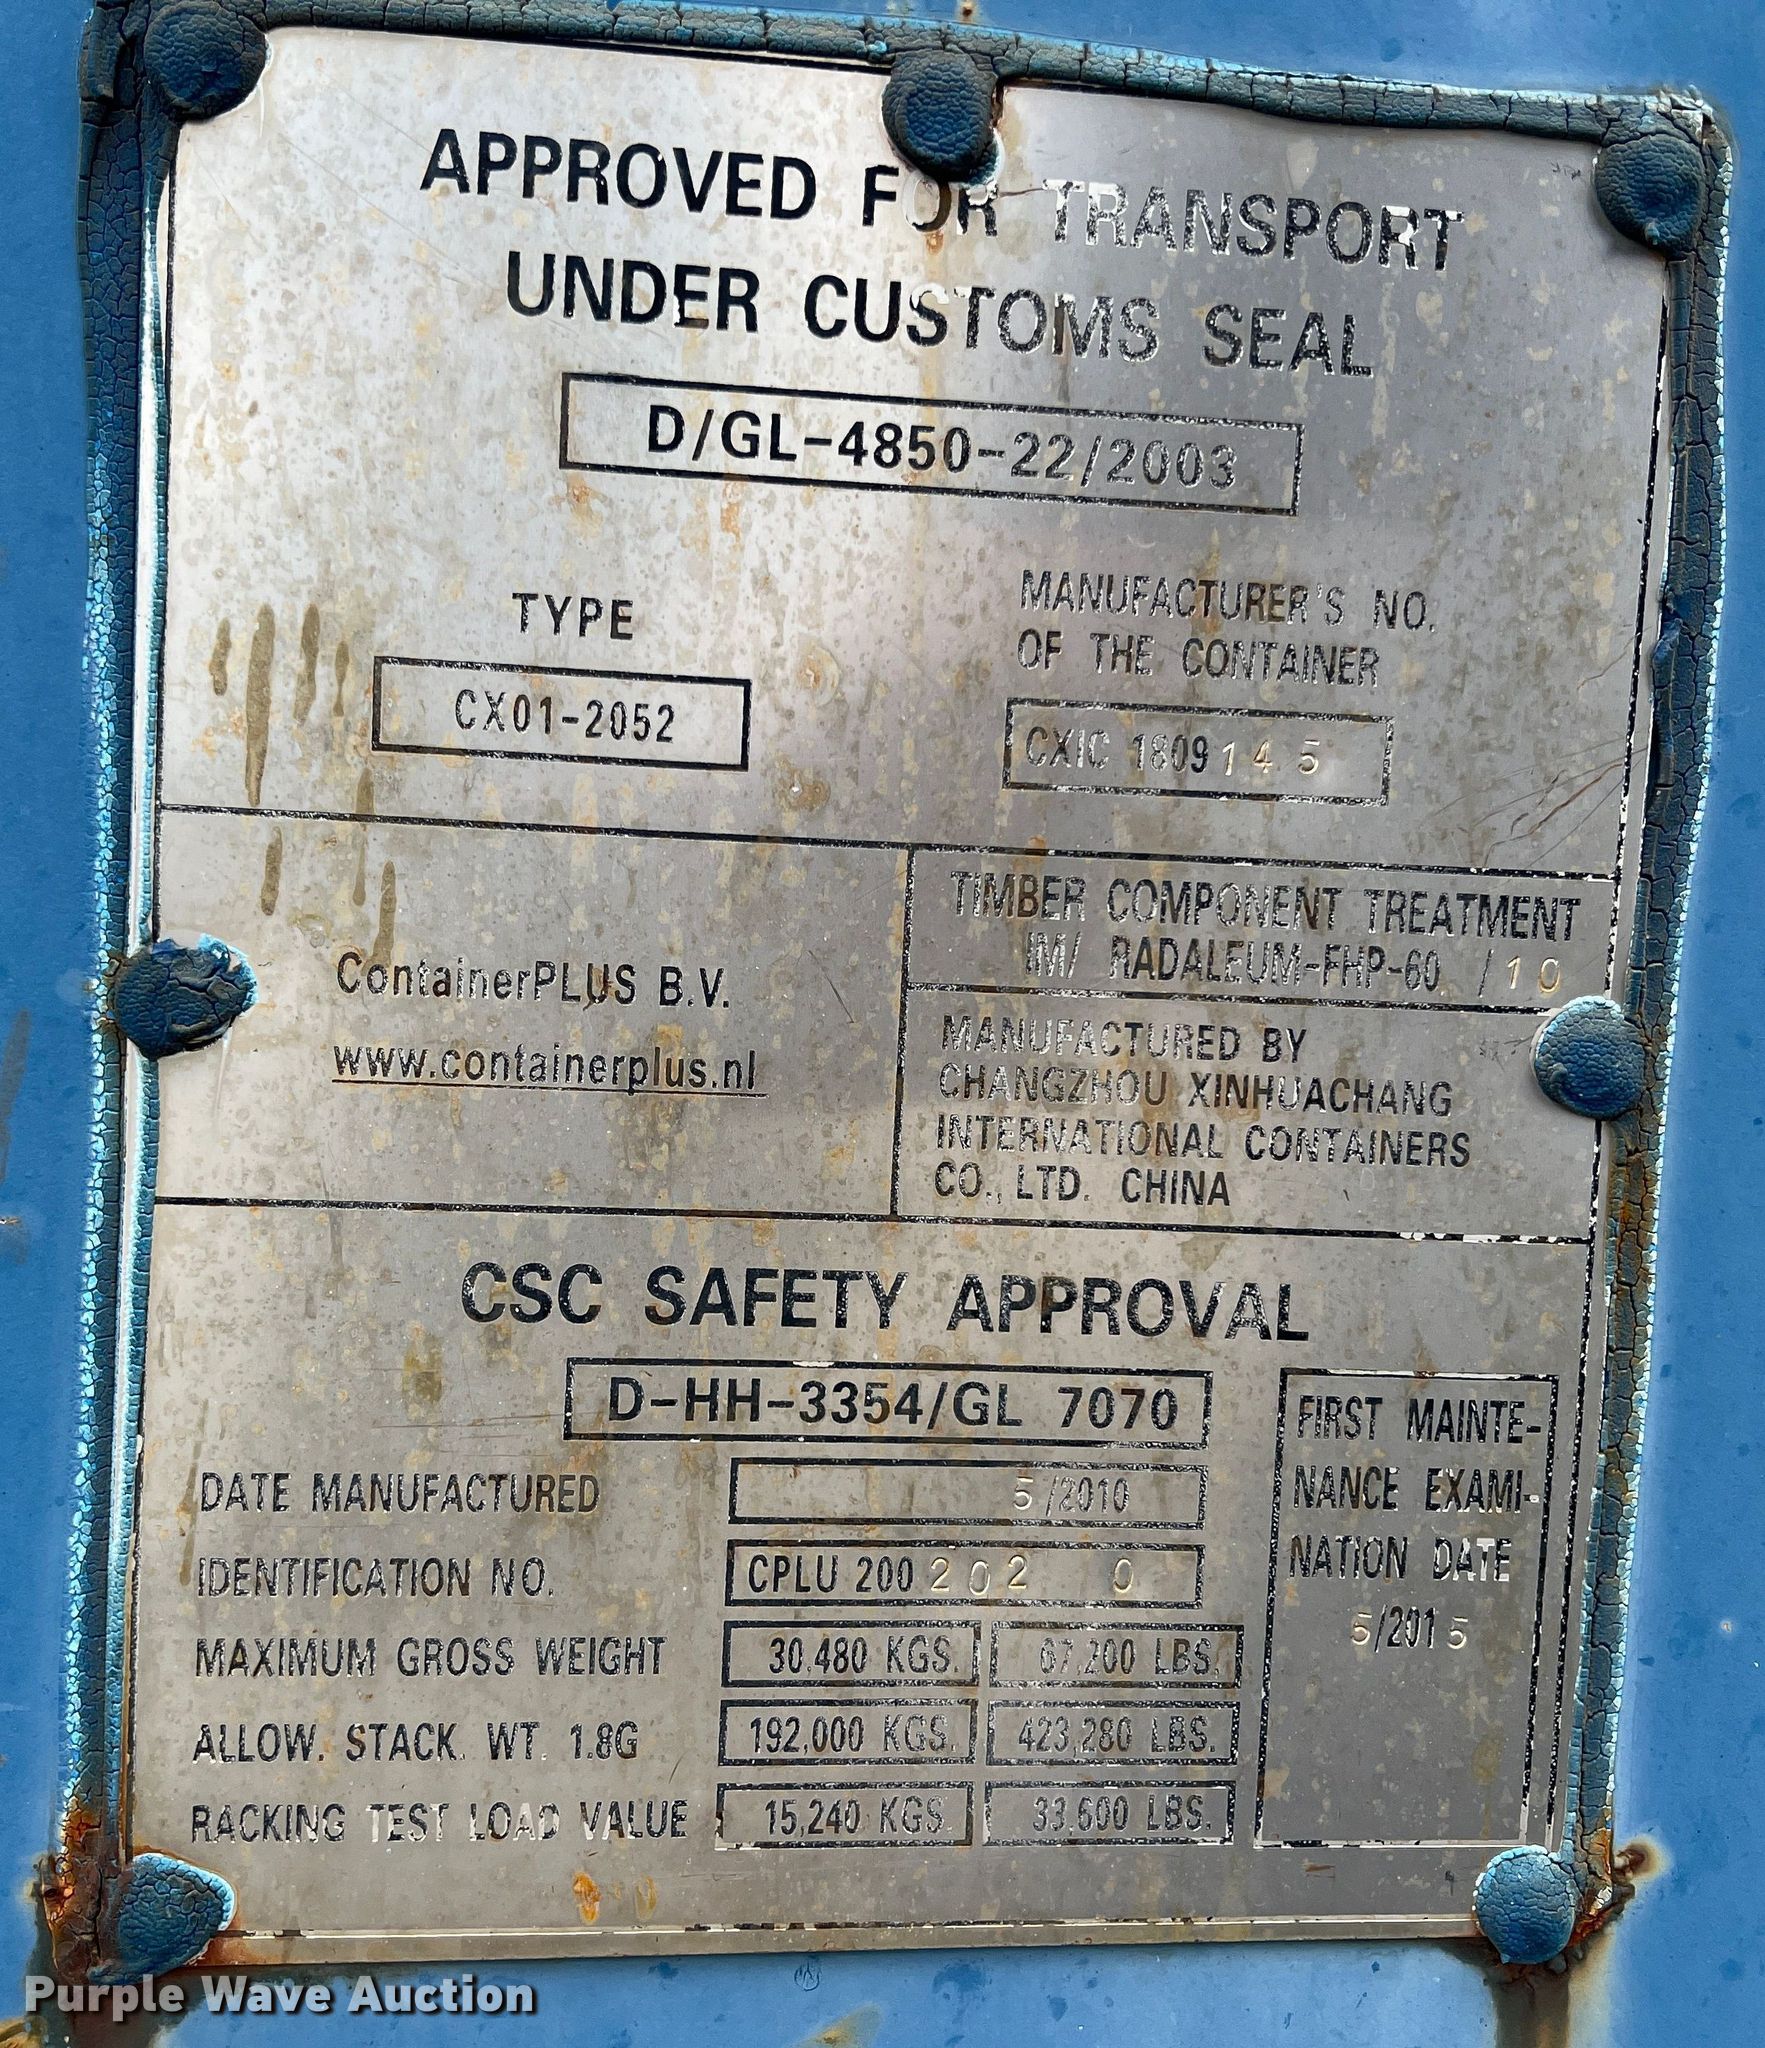 APPROVED FOR TRANSPORT
UNDER CUSTOMS SEAL
D/GL-4850-22/2003
TYPE
CX01-2052
MANUFACTURER'S NO.
OF THE CONTAINER
CXIC 1809145
ContainerPLUS B.V.
www.containerplus.nl
TIMBER COMPONENT TREATMENT
IM/ RADALEUM-FHP-60 /10
MANUFACTURED BY
CHANGZHOU XINHUACHANG
INTERNATIONAL CONTAINERS
CO., LTD. CHINA
CSC SAFETY APPROVAL
D-HH-3354/GL 7070
DATE MANUFACTURED 5/2010
IDENTIFICATION NO. CPLU 200202 0
MAXIMUM GROSS WEIGHT 30,480 KGS. 67,200 LBS.
ALLOW. STACK. WT. 1.8G 192,000 KGS. 423,280 LBS.
RACKING TEST LOAD VALUE 15,240 KGS. 33,600 LBS.
FIRST MAINTE-
NANCE EXAMI-
NATION DATE
5/2015
Purple Wave Auction